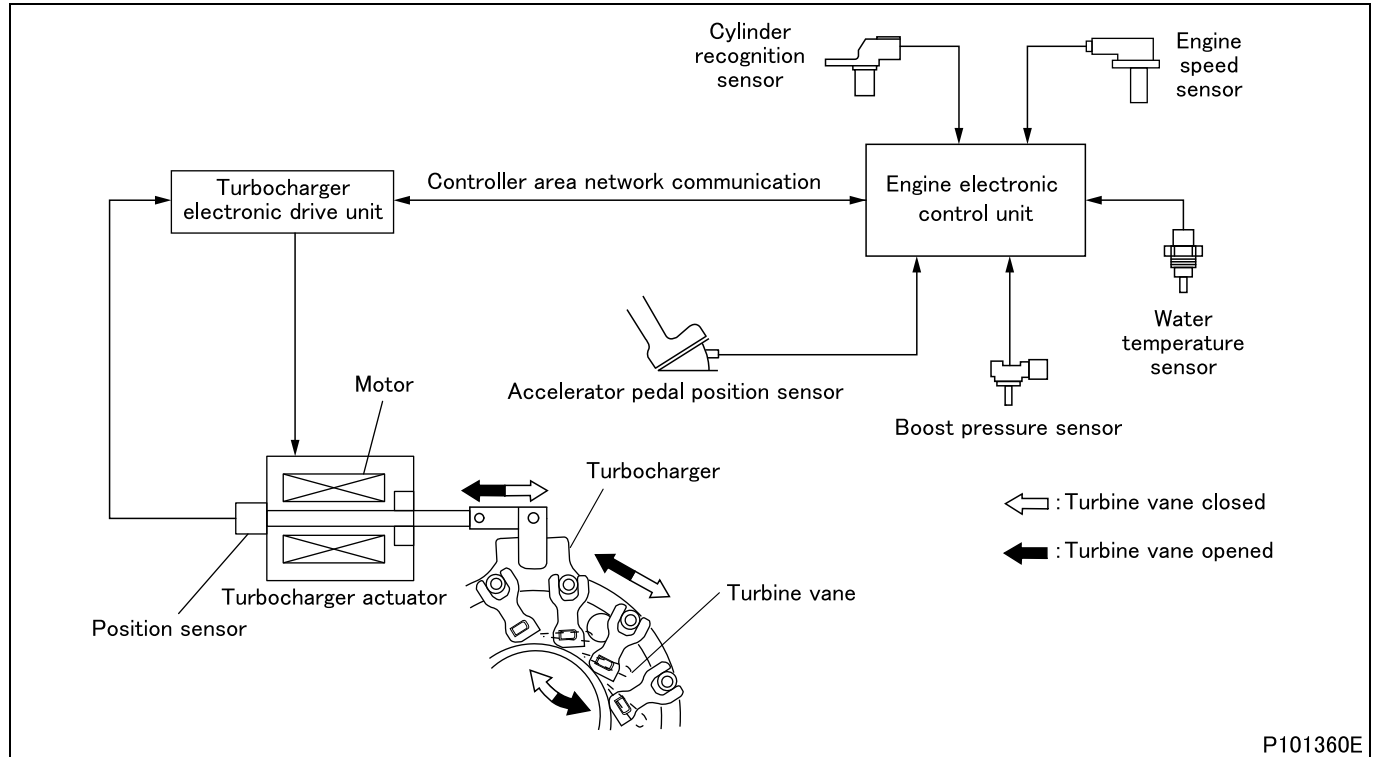 Cylinder
recognition
sensor
Engine
speed
sensor
Turbocharger
electronic drive unit
Controller area network communication
Engine electronic
control unit
Water
temperature
sensor
Accelerator pedal position sensor
Boost pressure sensor
Motor
Turbocharger
: Turbine vane closed
: Turbine vane opened
Turbine vane
Turbocharger actuator
Position sensor
P101360E